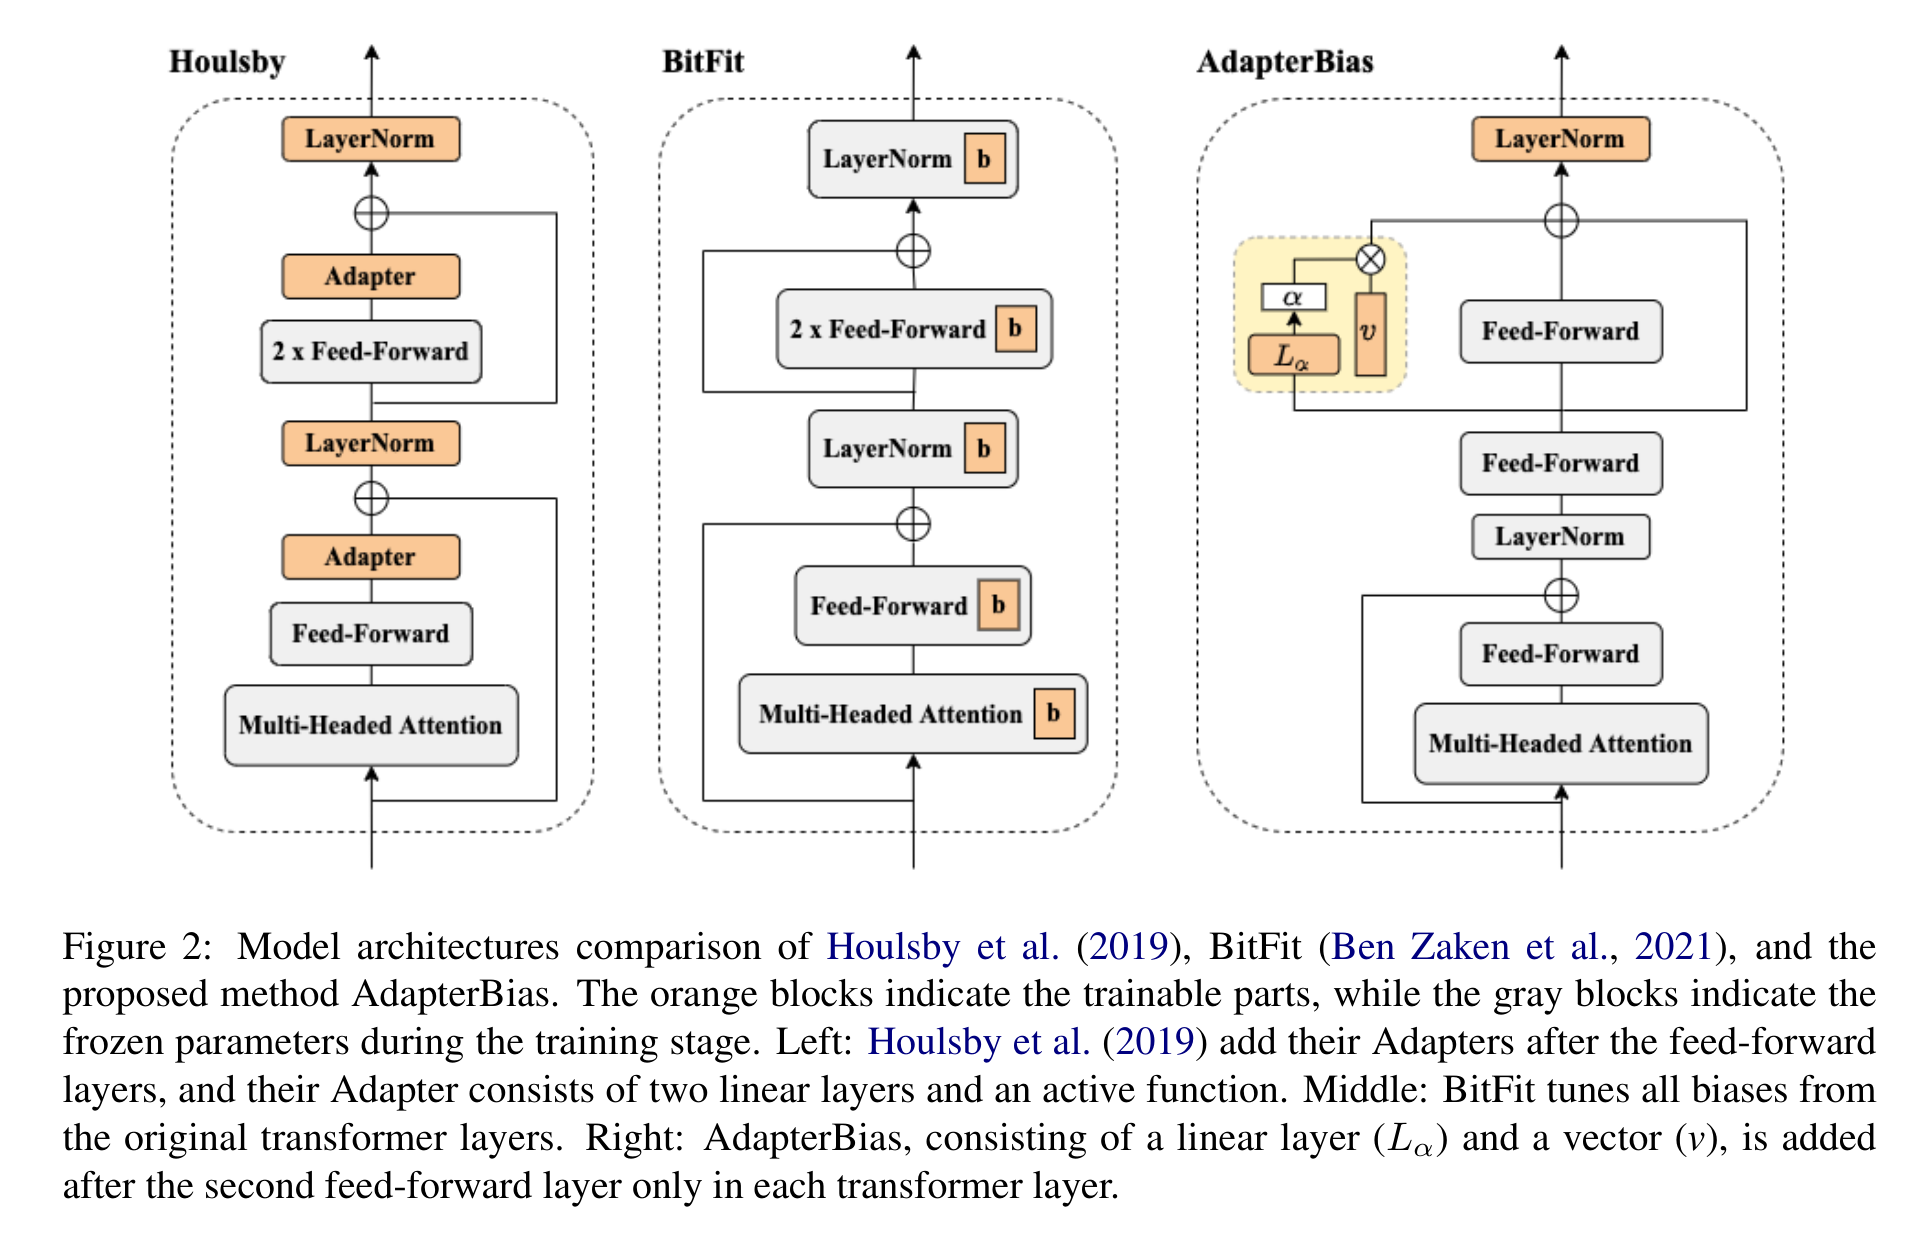 Houlsby
LayerNorm
Adapter
2 x Feed-Forward
LayerNorm
Adapter
Feed-Forward
Multi-Headed Attention
BitFit
LayerNorm b
2 x Feed-Forward b
LayerNorm b
Feed-Forward b
Multi-Headed Attention b
AdapterBias
LayerNorm
α
v
Lα
Feed-Forward
Feed-Forward
LayerNorm
Feed-Forward
Multi-Headed Attention
Figure 2: Model architectures comparison of Houlsby et al. (2019), BitFit (Ben Zaken et al., 2021), and the
proposed method AdapterBias. The orange blocks indicate the trainable parts, while the gray blocks indicate the
frozen parameters during the training stage. Left: Houlsby et al. (2019) add their Adapters after the feed-forward
layers, and their Adapter consists of two linear layers and an active function. Middle: BitFit tunes all biases from
the original transformer layers. Right: AdapterBias, consisting of a linear layer (Lα) and a vector (v), is added
after the second feed-forward layer only in each transformer layer.